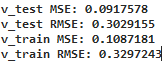 v_test MSE: 0.0917578
v_test RMSE: 0.3029155
v_train MSE: 0.1087181
v_train RMSE: 0.3297243